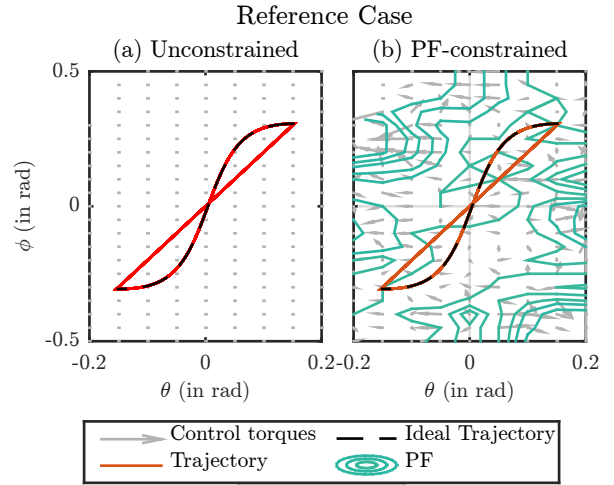 Reference Case
(a) Unconstrained
(b) PF-constrained
0.5
0
-0.5
ϕ (in rad)
-0.2
0
0.2
-0.2
0
0.2
θ (in rad)
θ (in rad)
Control torques
Ideal Trajectory
Trajectory
PF